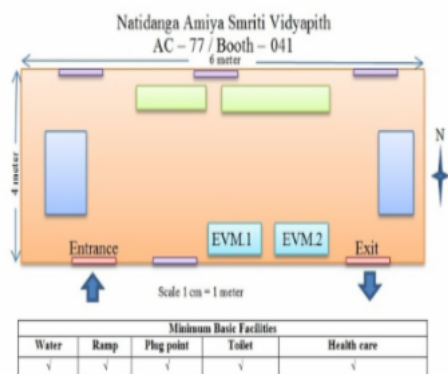 Natidanga Amiya Smriti Vidyapith
AC – 77 / Booth – 041
6 meter
4 meter
N
EVM.1 EVM.2
Entrance Exit
Scale 1 cm = 1 meter
Minimum Basic Facilities
Water Ramp Plug point Toilet Health care
√ √ √ √ √